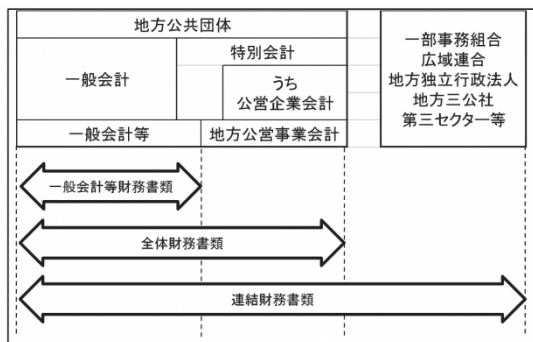 地方公共団体
一般会計
特別会計
うち
公営企業会計
一般会計等
地方公営事業会計
一部事務組合
広域連合
地方独立行政法人
地方三公社
第三セクター等
一般会計等財務書類
全体財務書類
連結財務書類